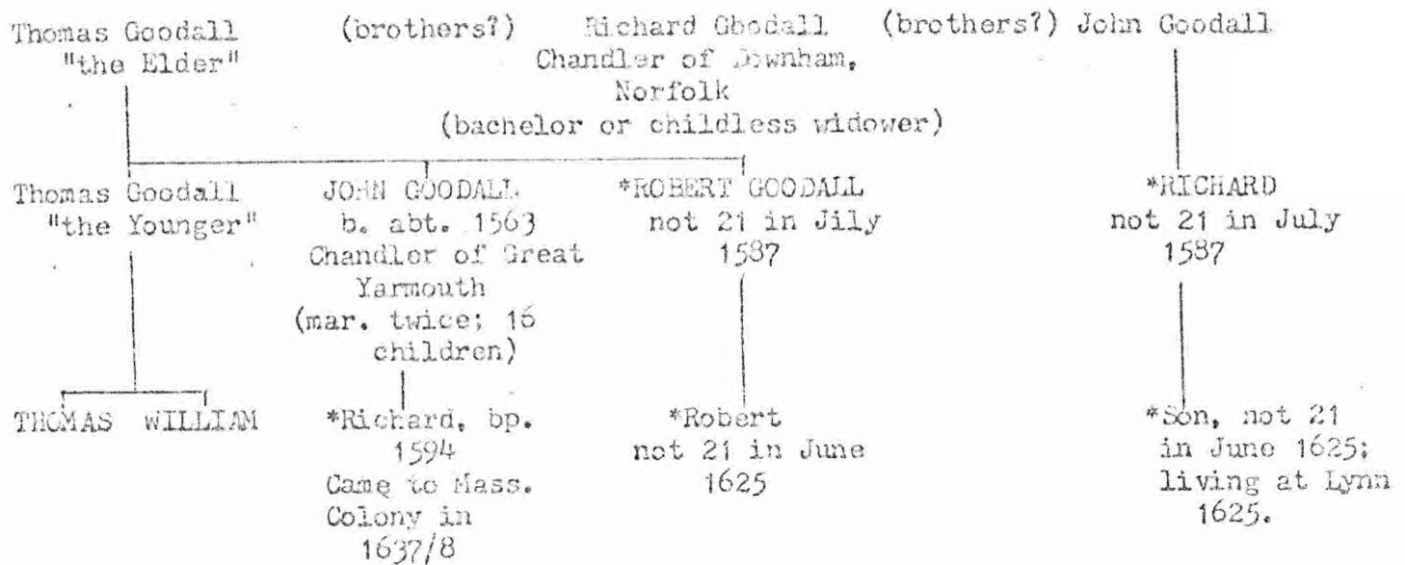 Thomas Goodall (brothers?) Richard Goodall (brothers?) John Goodall
"the Elder" Chandler of Downham,
Norfolk
(bachelor or childless widower)
Thomas Goodall JOHN GOODALL *ROBERT GOODALL *RICHARD
"the Younger" b. abt. 1563 not 21 in Jily not 21 in July
Chandler of Great 1587 1587
Yarmouth
(mar. twice; 16
children)
THOMAS WILLIAM *Richard, bp. *Robert *Son, not 21
1594 not 21 in June in June 1625;
Came to Mass. 1625 living at Lynn
Colony in 1625.
1637/8